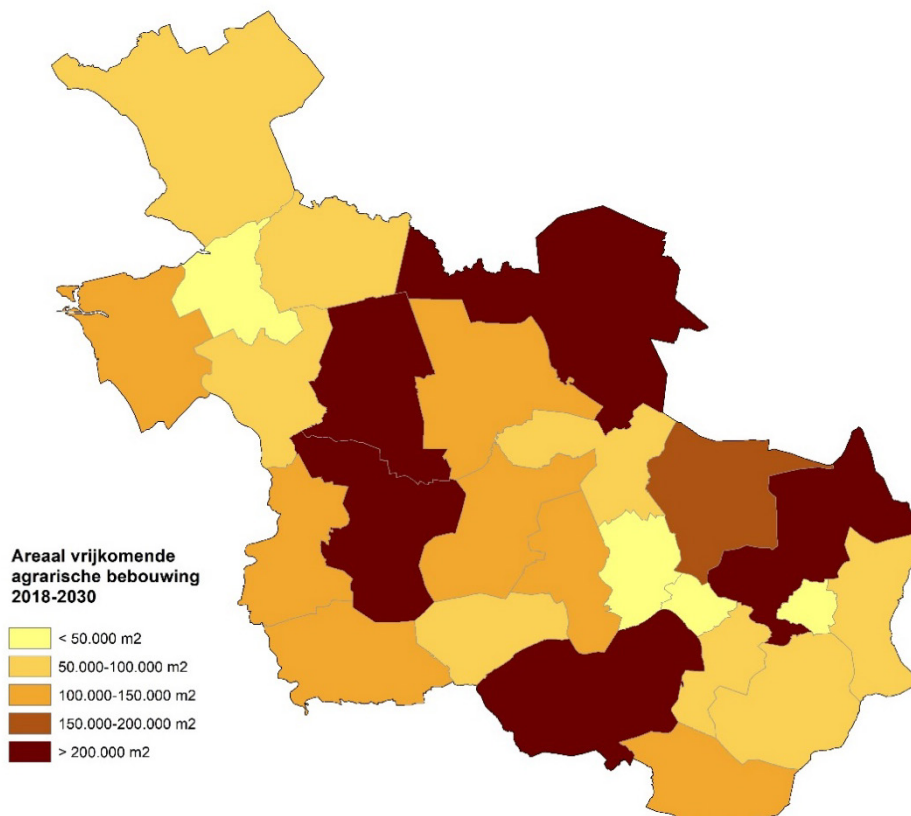 Areaal vrijkomende
agrarische bebouwing
2018-2030
< 50.000 m2
50.000-100.000 m2
100.000-150.000 m2
150.000-200.000 m2
> 200.000 m2